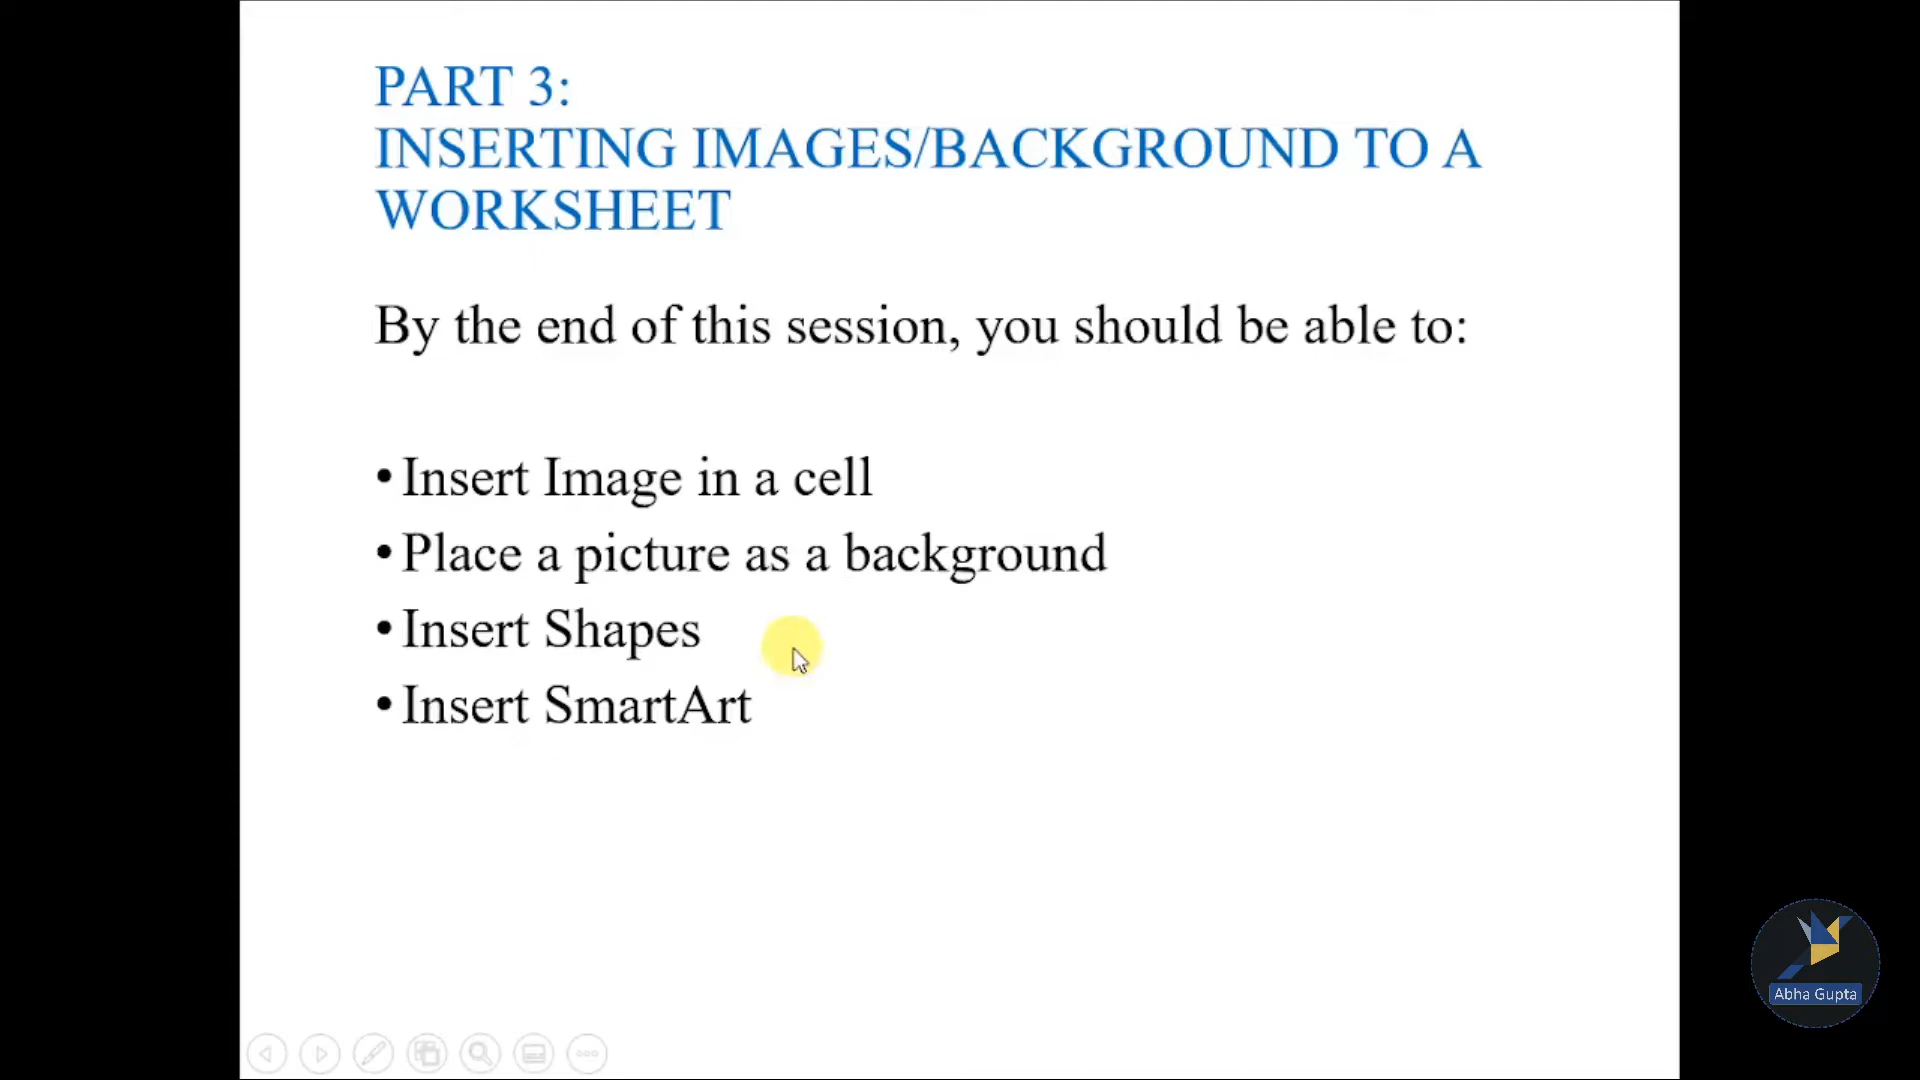 PART 3:
INSERTING IMAGES/BACKGROUND TO A
WORKSHEET
By the end of this session, you should be able to:
•Insert Image in a cell
•Place a picture as a background
•Insert Shapes
•Insert SmartArt
Abha Gupta